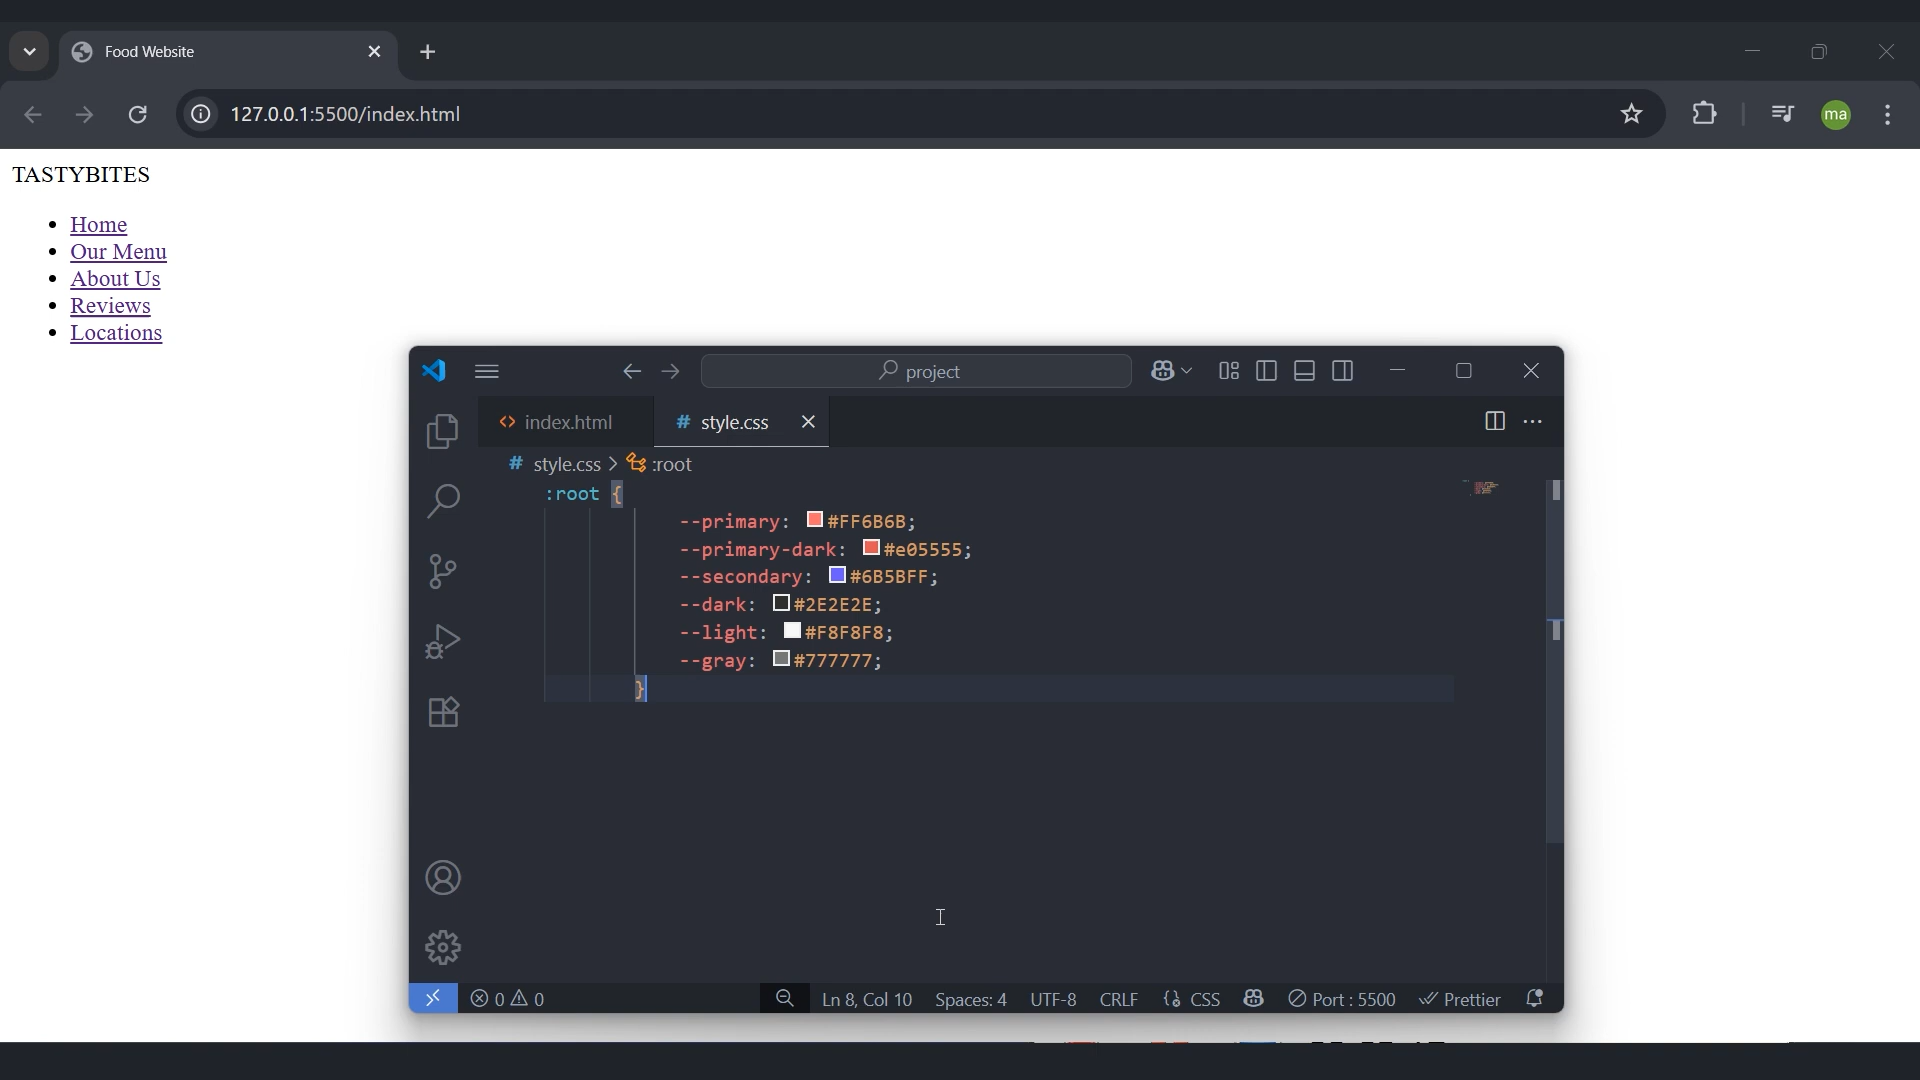 Food Website
127.0.0.1:5500/index.html
ma
TASTYBITES
Home
Our Menu
About Us
Reviews
Locations
project
index.html
# style.css
# style.css > :root
:root {
--primary: #FF6B6B;
--primary-dark: #e05555;
--secondary: #6B5BFF;
--dark: #2E2E2E;
--light: #F8F8F8;
--gray: #777777;
}
0 0 Ln 8, Col 10 Spaces: 4 UTF-8 CRLF CSS Port : 5500 Prettier